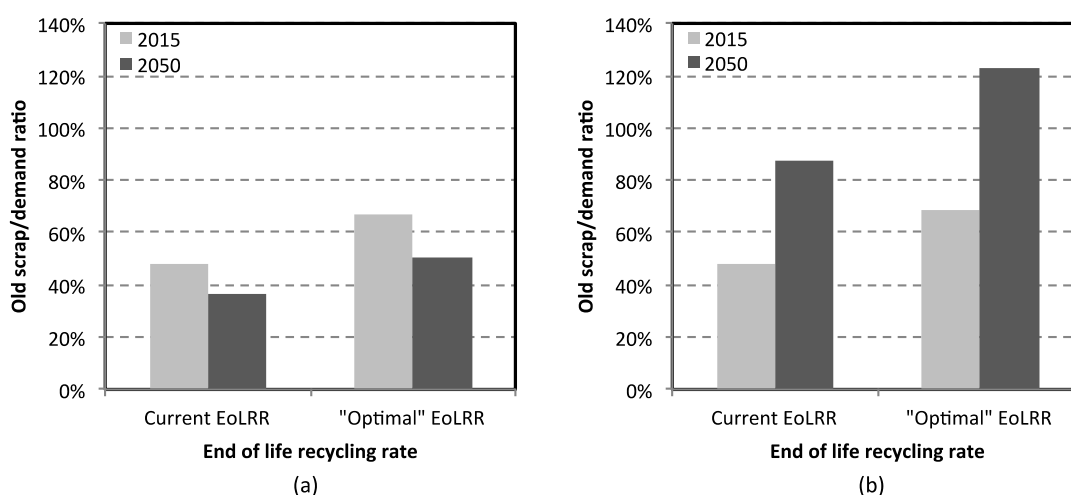 140%
120%
100%
80%
60%
40%
20%
0%
Old scrap/demand ratio
2015
2050
Current EoLRR
"Optimal" EoLRR
End of life recycling rate
(a)
140%
120%
100%
80%
60%
40%
20%
0%
Old scrap/demand ratio
2015
2050
Current EoLRR
"Optimal" EoLRR
End of life recycling rate
(b)